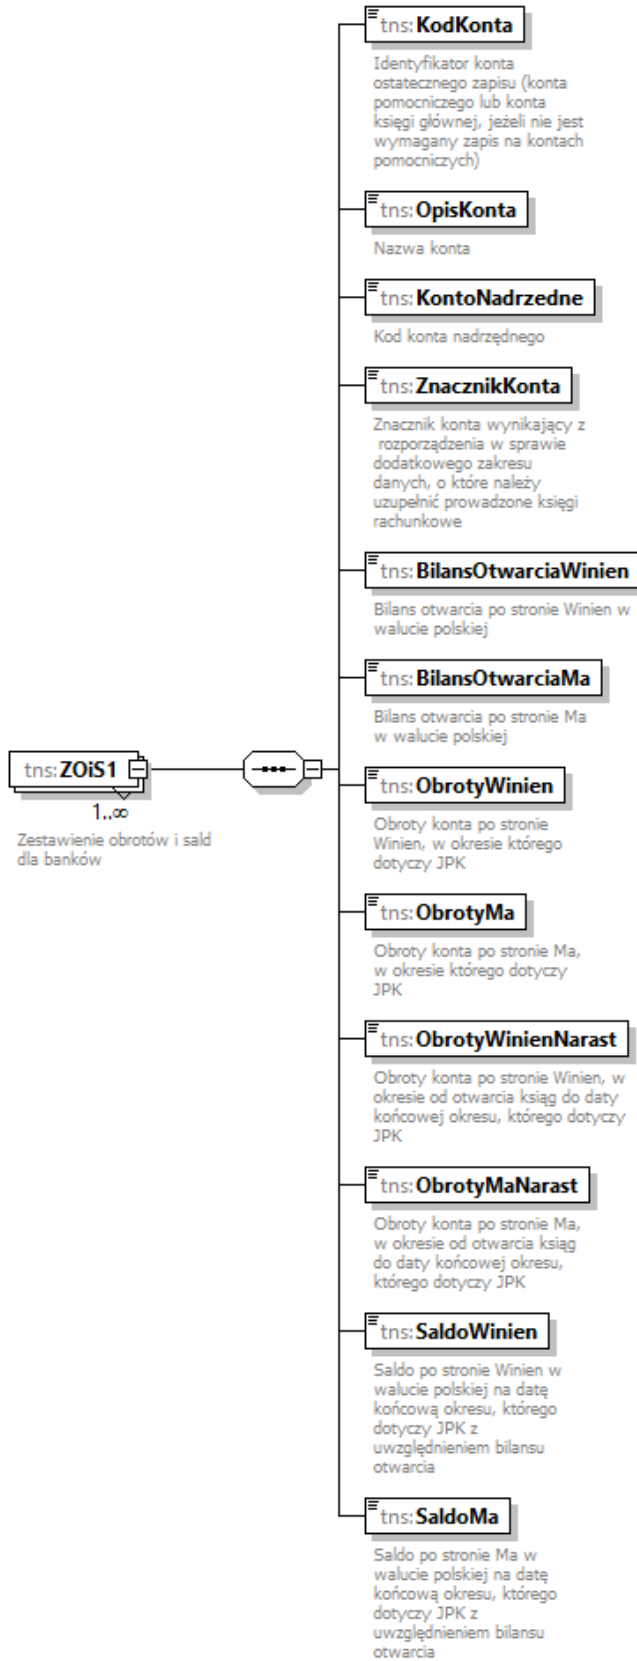 tns:KodKonta
Identyfikator konta
ostatecznego zapisu (konta
pomocniczego lub konta
księgi głównej, jeżeli nie jest
wymagany zapis na kontach
pomocniczych)
tns:OpisKonta
Nazwa konta
tns:KontoNadrzedne
Kod konta nadrzędnego
tns:ZnacznikKonta
Znacznik konta wynikający z
rozporządzenia w sprawie
dodatkowego zakresu
danych, o które należy
uzupełnić prowadzone księgi
rachunkowe
tns:BilansOtwarciaWinien
Bilans otwarcia po stronie Winien w
walucie polskiej
tns:BilansOtwarciaMa
Bilans otwarcia po stronie Ma
w walucie polskiej
tns:ZOiS1
1..∞
Zestawienie obrotów i sald
dla banków
tns:ObrotyWinien
Obroty konta po stronie
Winien, w okresie którego
dotyczy JPK
tns:ObrotyMa
Obroty konta po stronie Ma,
w okresie którego dotyczy
JPK
tns:ObrotyWinienNarast
Obroty konta po stronie Winien, w
okresie od otwarcia ksiąg do daty
końcowej okresu, którego dotyczy
JPK
tns:ObrotyMaNarast
Obroty konta po stronie Ma,
w okresie od otwarcia ksiąg
do daty końcowej okresu,
którego dotyczy JPK
tns:SaldoWinien
Saldo po stronie Winien w
walucie polskiej na datę
końcową okresu, którego
dotyczy JPK z
uwzględnieniem bilansu
otwarcia
tns:SaldoMa
Saldo po stronie Ma w
walucie polskiej na datę
końcową okresu, którego
dotyczy JPK z
uwzględnieniem bilansu
otwarcia